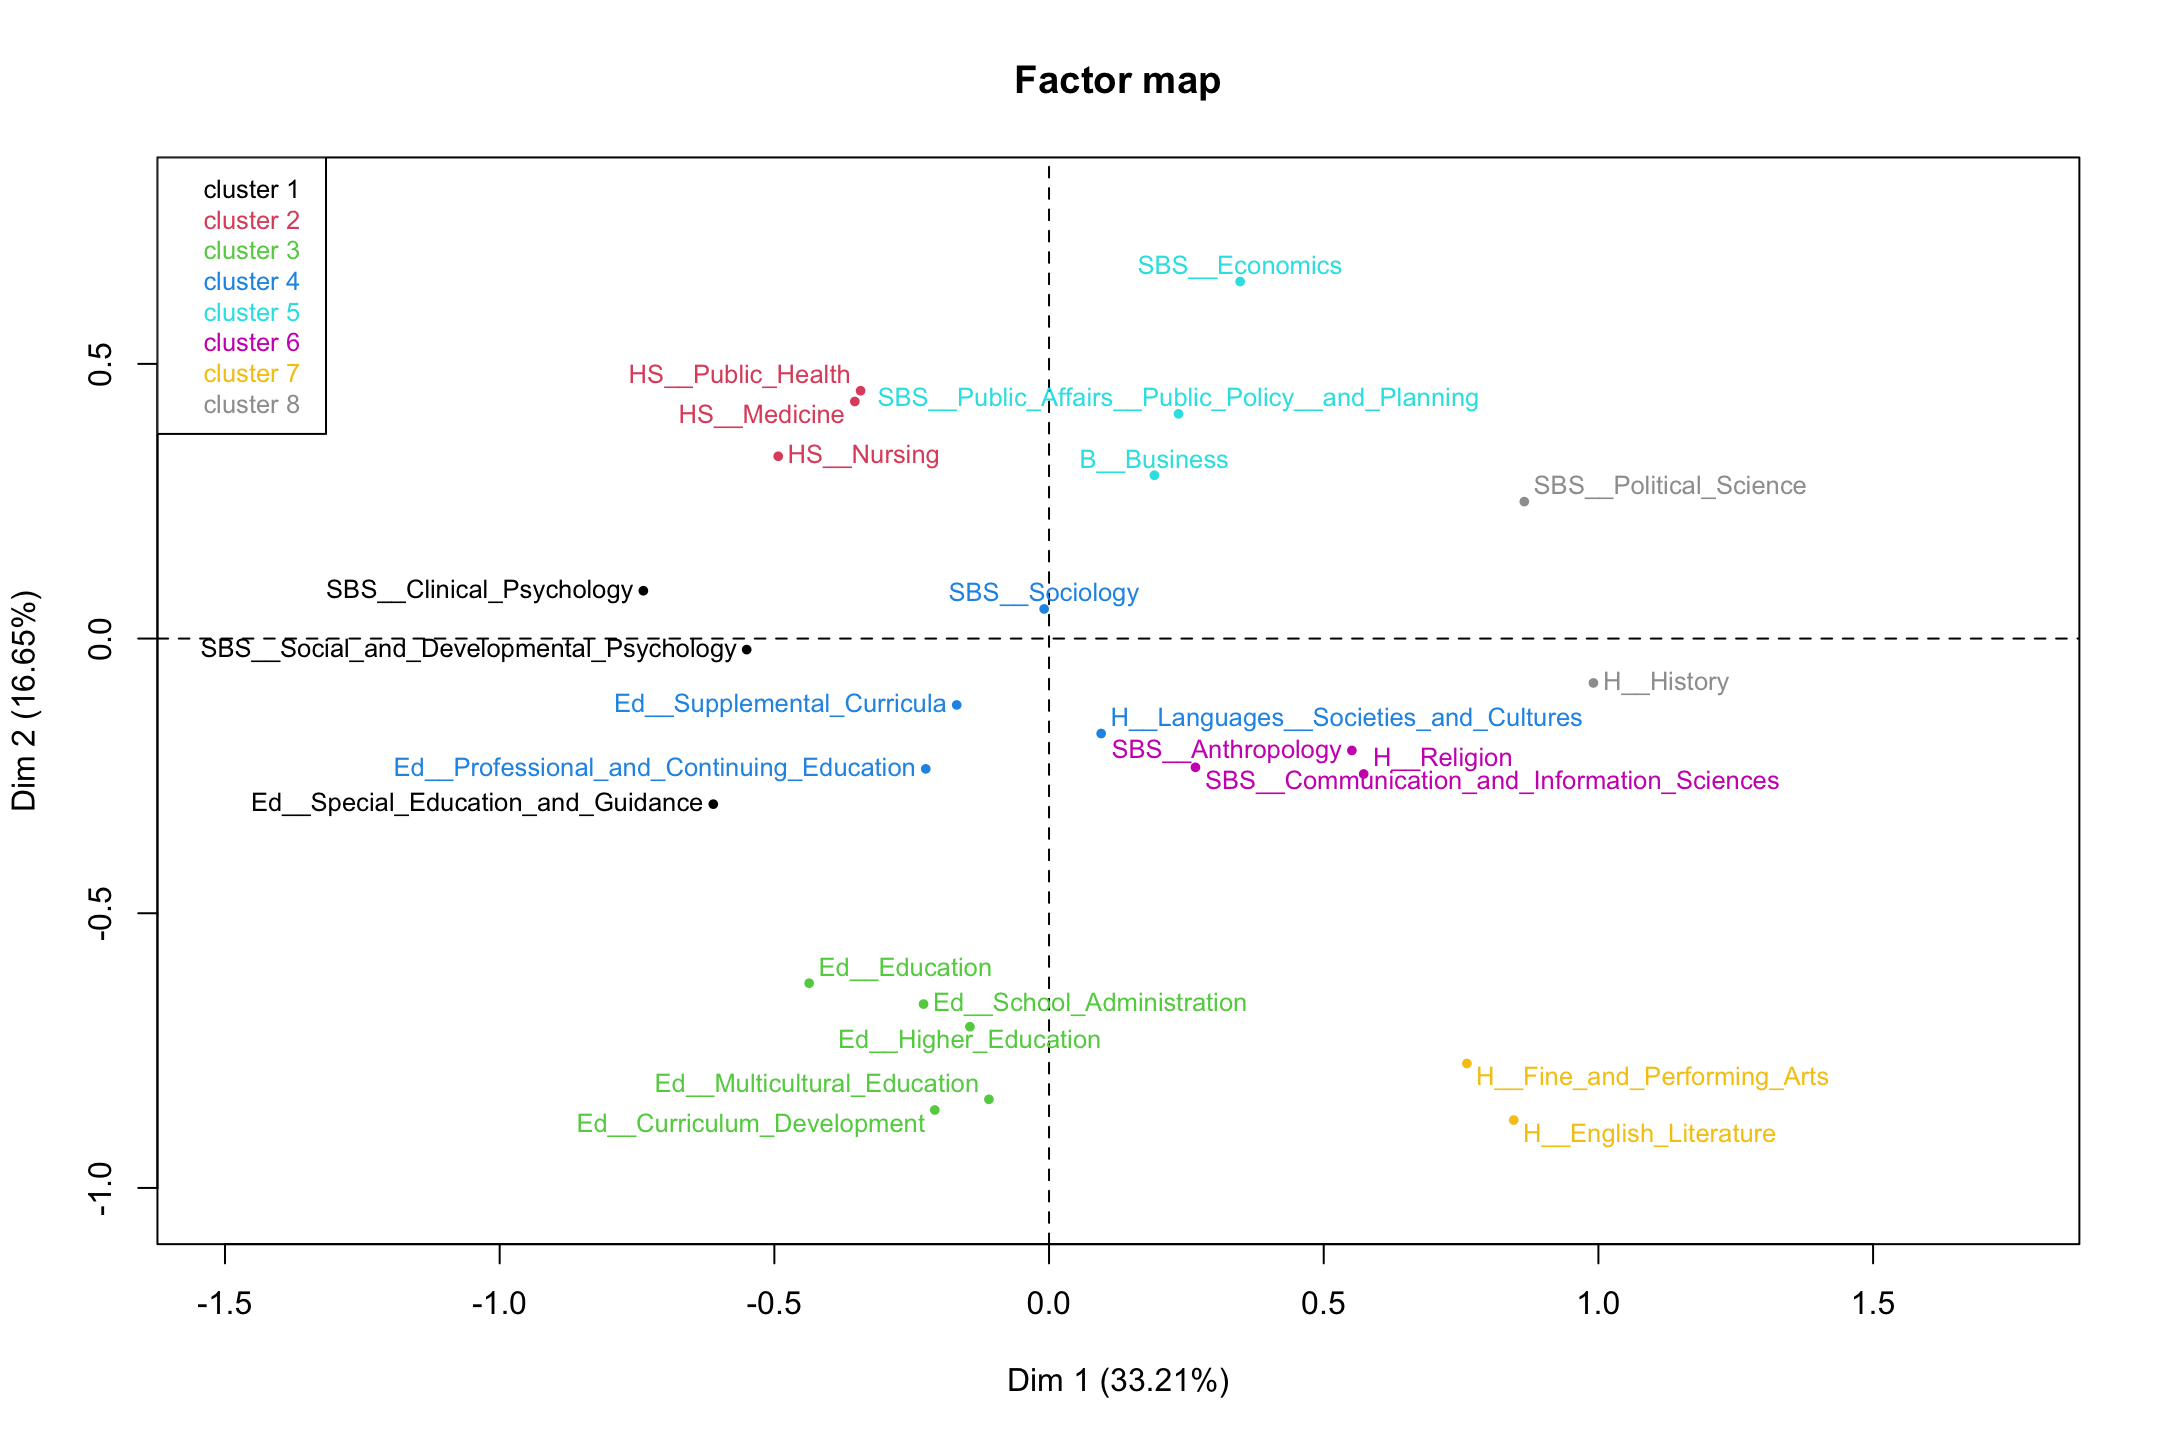 Factor map
cluster 1
cluster 2
cluster 3
cluster 4
cluster 5
cluster 6
cluster 7
cluster 8
SBS__Economics
HS__Public_Health
SBS__Public_Affairs__Public_Policy__and_Planning
HS__Medicine
HS__Nursing
B__Business
SBS__Political_Science
SBS__Clinical_Psychology
SBS__Sociology
SBS__Social_and_Developmental_Psychology
H__History
Ed__Supplemental_Curricula
H__Languages__Societies_and_Cultures
SBS__Anthropology
H__Religion
Ed__Professional_and_Continuing_Education
SBS__Communication_and_Information_Sciences
Ed__Special_Education_and_Guidance
Ed__Education
Ed__School_Administration
Ed__Higher_Education
Ed__Multicultural_Education
H__Fine_and_Performing_Arts
Ed__Curriculum_Development
H__English_Literature
0.5
0.0
-0.5
-1.0
Dim 2 (16.65%)
-1.5
-1.0
-0.5
0.0
0.5
1.0
1.5
Dim 1 (33.21%)